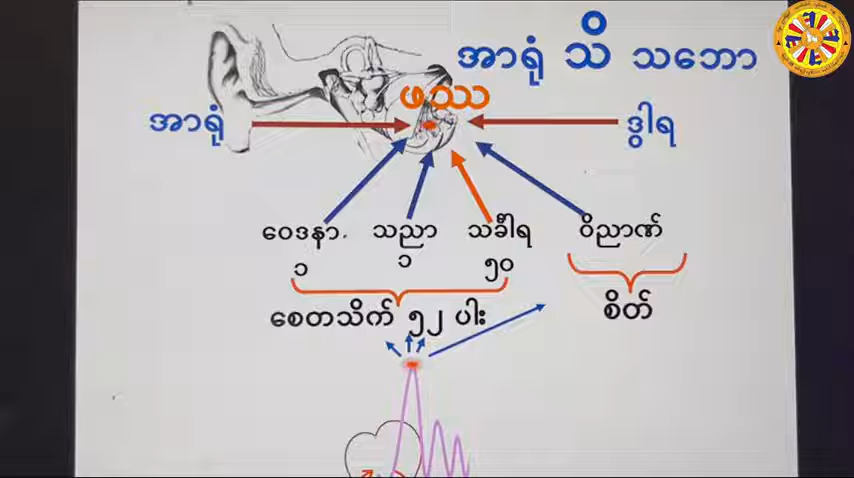 အာရုံ သိ သဘော
ဖဿ
အာရုံ ဒွါရ
ဝေဒနာ သညာ သင်္ခါရ ဝိညာဏ်
၁ ၁ ၅၀
စေတသိက် ၅၂ ပါး စိတ်